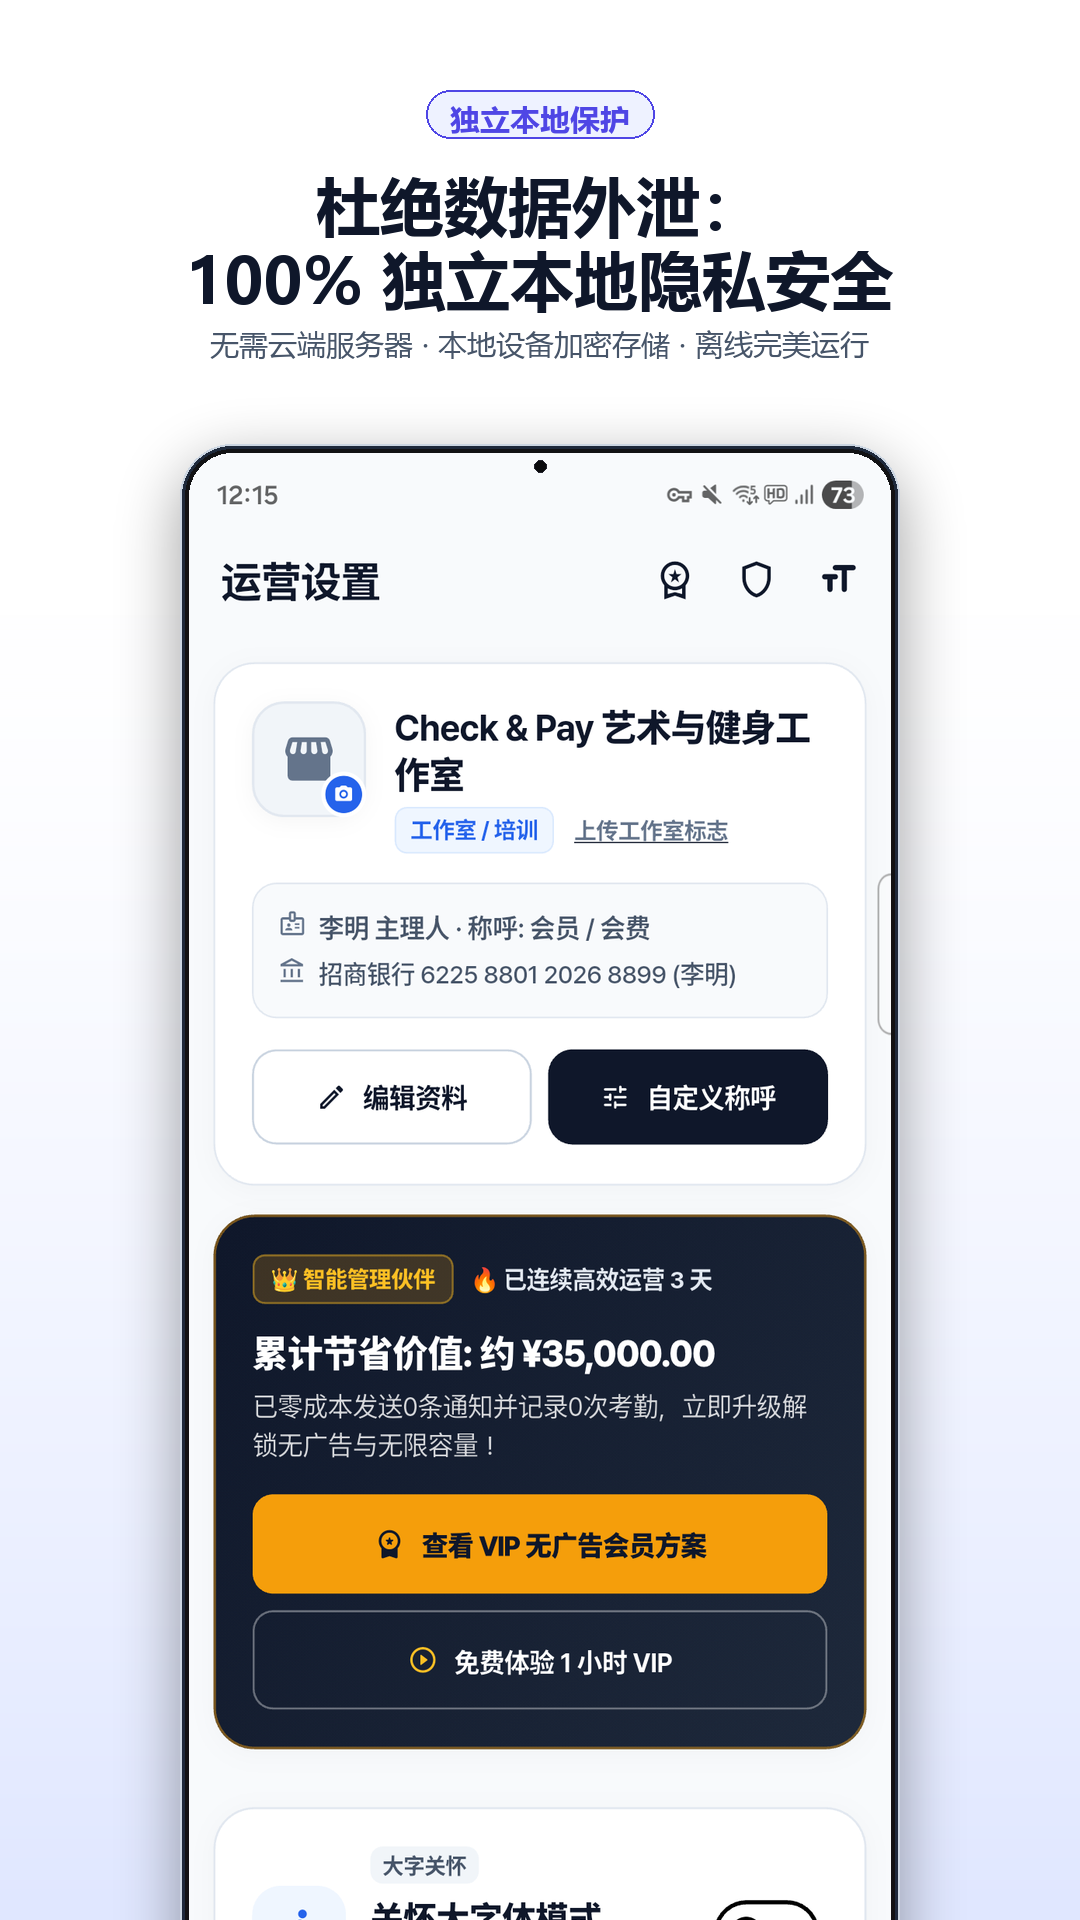 独立本地保护
杜绝数据外泄：
100% 独立本地隐私安全
无需云端服务器 · 本地设备加密存储 · 离线完美运行
12:15
5
HD
73
运营设置
Check & Pay 艺术与健身工
作室
工作室 / 培训
上传工作室标志
李明 主理人 · 称呼: 会员 / 会费
招商银行 6225 8801 2026 8899 (李明)
编辑资料
自定义称呼
👑 智能管理伙伴
🔥 已连续高效运营 3 天
累计节省价值: 约 ¥35,000.00
已零成本发送0条通知并记录0次考勤，立即升级解
锁无广告与无限容量！
查看 VIP 无广告会员方案
免费体验 1 小时 VIP
大字关怀
关怀大字体模式